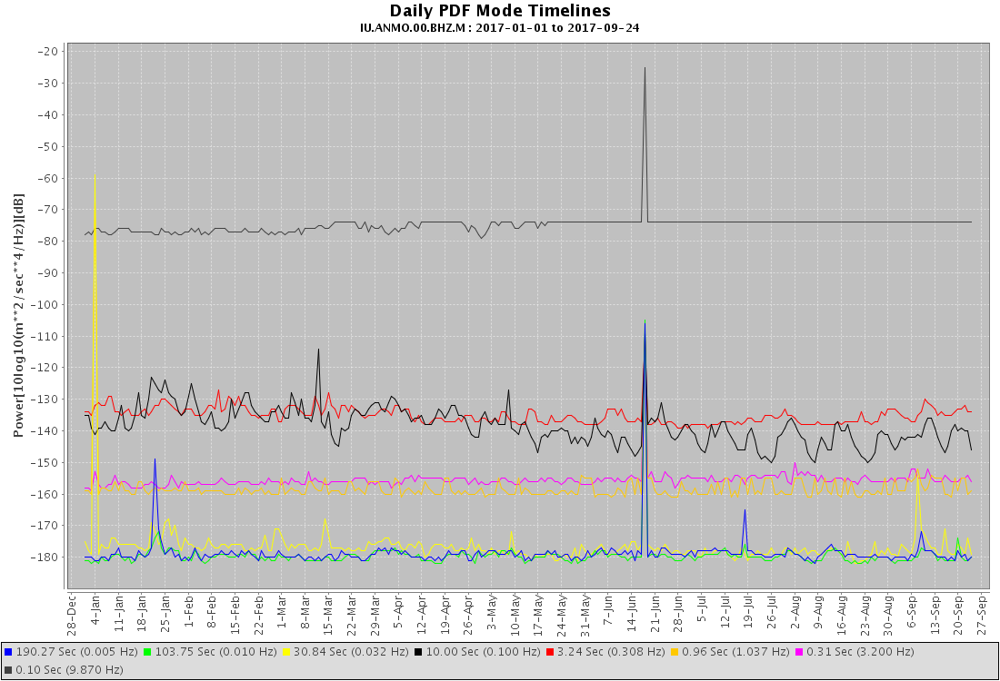 Daily PDF Mode Timelines
IU.ANMO.00.BHZ.M : 2017-01-01 to 2017-09-24
Power[10log10(m**2/sec**4/Hz)][dB]
-20
-30
-40
-50
-60
-70
-80
-90
-100
-110
-120
-130
-140
-150
-160
-170
-180
28-Dec
4-Jan
11-Jan
18-Jan
25-Jan
1-Feb
8-Feb
15-Feb
22-Feb
1-Mar
8-Mar
15-Mar
22-Mar
29-Mar
5-Apr
12-Apr
19-Apr
26-Apr
3-May
10-May
17-May
24-May
31-May
7-Jun
14-Jun
21-Jun
28-Jun
5-Jul
12-Jul
19-Jul
26-Jul
2-Aug
9-Aug
16-Aug
23-Aug
30-Aug
6-Sep
13-Sep
20-Sep
27-Sep
190.27 Sec (0.005 Hz) 103.75 Sec (0.010 Hz) 30.84 Sec (0.032 Hz) 10.00 Sec (0.100 Hz) 3.24 Sec (0.308 Hz) 0.96 Sec (1.037 Hz) 0.31 Sec (3.200 Hz)
0.10 Sec (9.870 Hz)